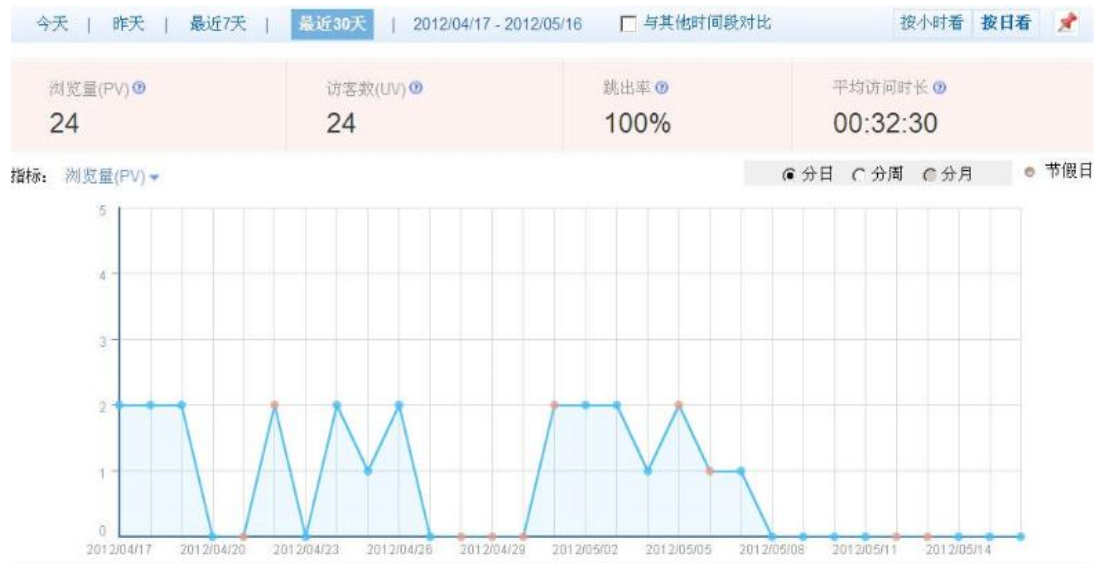 今天 | 昨天 | 最近7天 | 最近30天 | 2012/04/17 - 2012/05/16 与其他时间段对比 按小时看 按日看
浏览量(PV) 访客数(UV) 跳出率 平均访问时长
24 24 100% 00:32:30
指标： 浏览量(PV) 分日 分周 分月 节假日
5
4
3
2
1
0
2012/04/17 2012/04/20 2012/04/23 2012/04/26 2012/04/29 2012/05/02 2012/05/05 2012/05/08 2012/05/11 2012/05/14